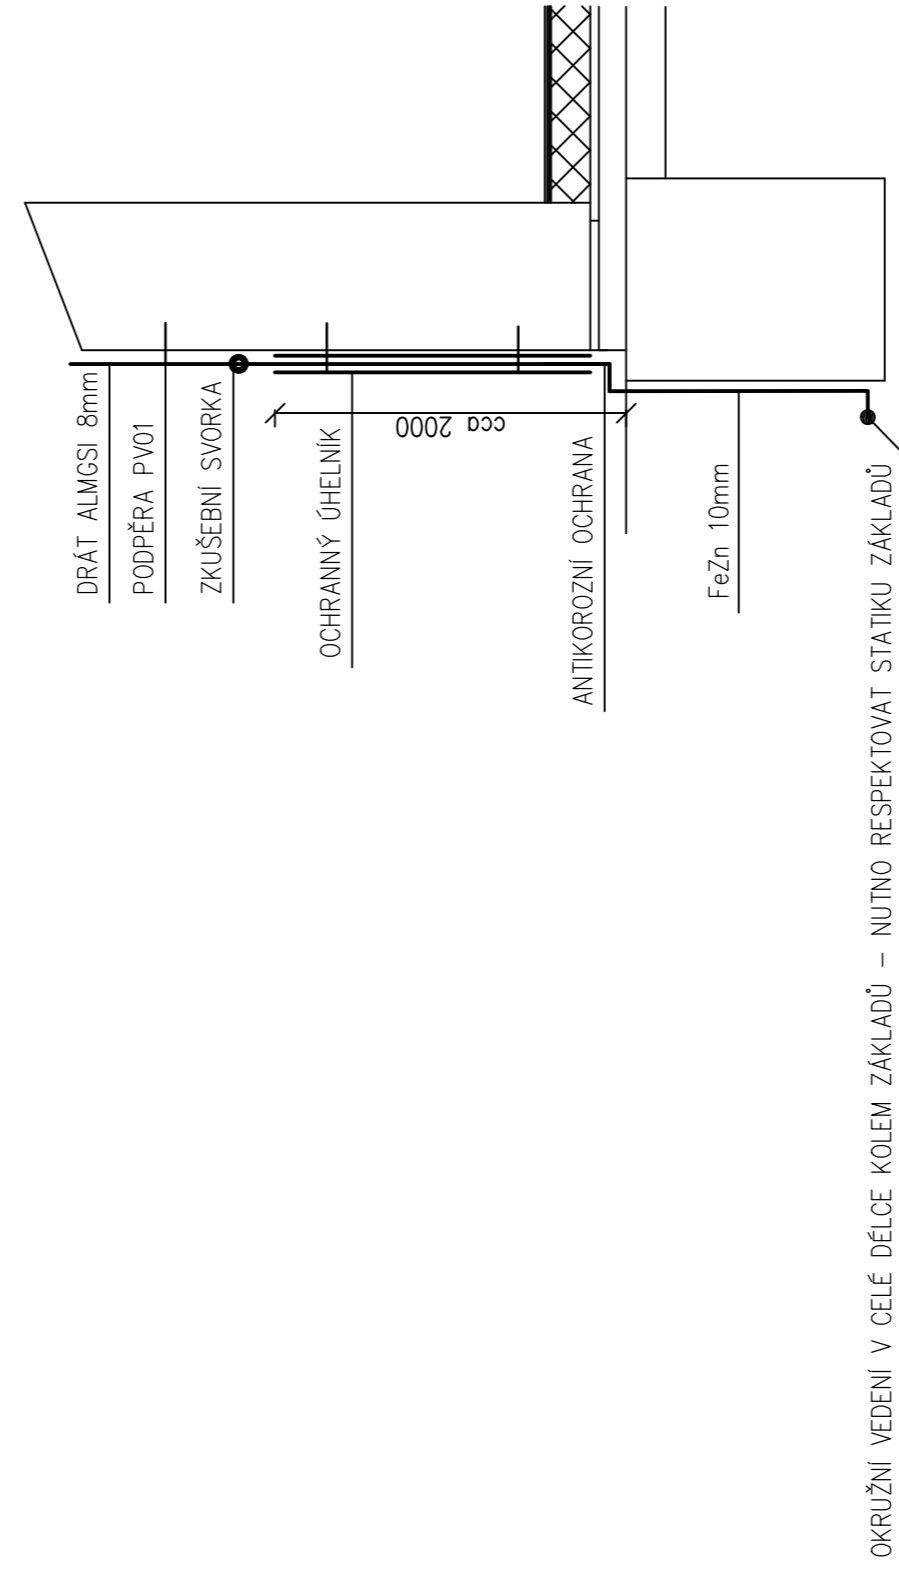 DRÁT ALMGSI 8mm
PODPĚRA PV01
ZKUŠEBNÍ SVORKA
OCHRANNÝ ÚHELNÍK
cca 2000
ANTIKOROZNÍ OCHRANA
FeZn 10mm
OKRUŽNÍ VEDENÍ V CELÉ DÉLCE KOLEM ZÁKLADŮ - NUTNO RESPEKTOVAT STATIKU ZÁKLADŮ